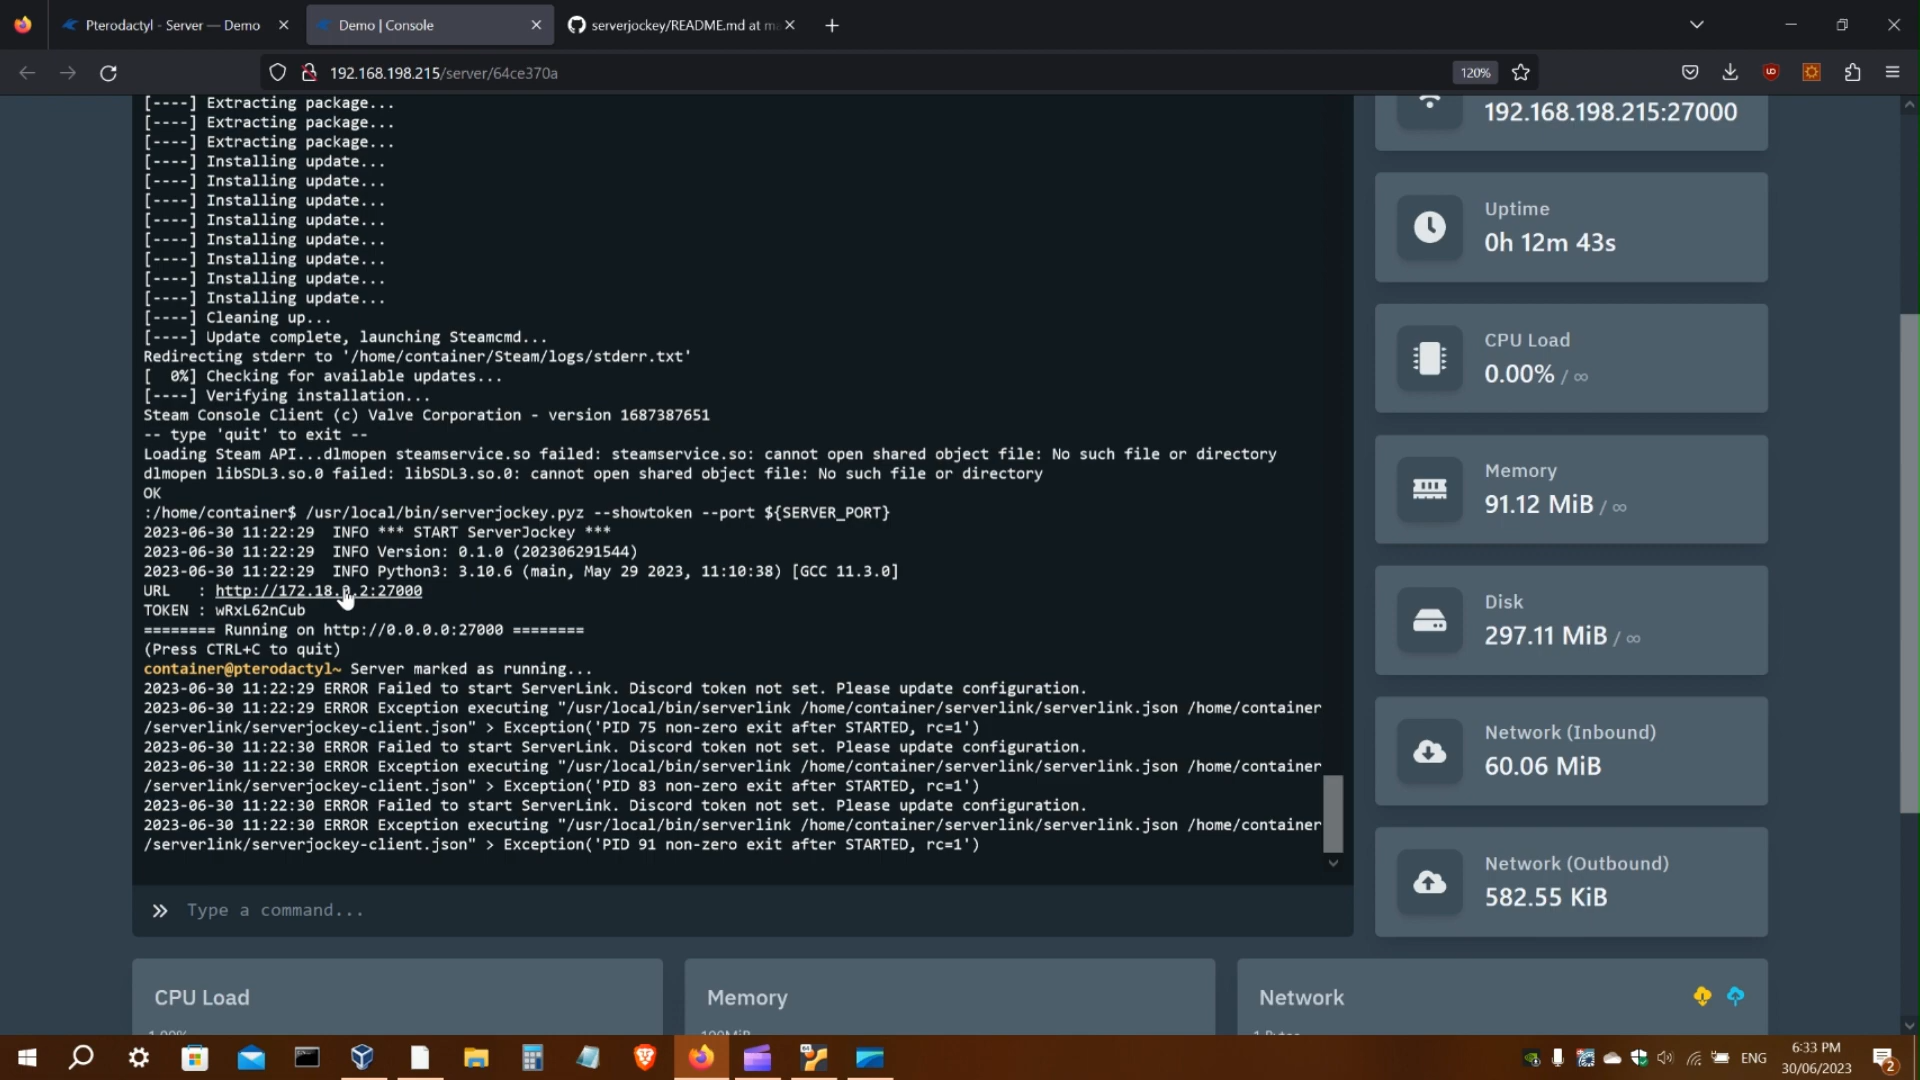 Pterodactyl - Server — Demo
Demo | Console
serverjockey/README.md at ma
192.168.198.215/server/64ce370a
120%
[----] Extracting package...
[----] Extracting package...
[----] Extracting package...
[----] Installing update...
[----] Installing update...
[----] Installing update...
[----] Installing update...
[----] Installing update...
[----] Installing update...
[----] Installing update...
[----] Installing update...
[----] Cleaning up...
[----] Update complete, launching Steamcmd...
Redirecting stderr to '/home/container/Steam/logs/stderr.txt'
[  0%] Checking for available updates...
[----] Verifying installation...
Steam Console Client (c) Valve Corporation - version 1687387651
-- type 'quit' to exit --
Loading Steam API...dlmopen steamservice.so failed: steamservice.so: cannot open shared object file: No such file or directory
dlmopen libSDL3.so.0 failed: libSDL3.so.0: cannot open shared object file: No such file or directory
OK
:/home/container$ /usr/local/bin/serverjockey.pyz --showtoken --port ${SERVER_PORT}
2023-06-30 11:22:29  INFO *** START ServerJockey ***
2023-06-30 11:22:29  INFO Version: 0.1.0 (202306291544)
2023-06-30 11:22:29  INFO Python3: 3.10.6 (main, May 29 2023, 11:10:38) [GCC 11.3.0]
URL   : http://172.18.0.2:27000
TOKEN : wRxL62nCub
======== Running on http://0.0.0.0:27000 ========
(Press CTRL+C to quit)
container@pterodactyl~ Server marked as running...
2023-06-30 11:22:29 ERROR Failed to start ServerLink. Discord token not set. Please update configuration.
2023-06-30 11:22:29 ERROR Exception executing "/usr/local/bin/serverlink /home/container/serverlink/serverlink.json /home/container
/serverlink/serverjockey-client.json" > Exception('PID 75 non-zero exit after STARTED, rc=1')
2023-06-30 11:22:30 ERROR Failed to start ServerLink. Discord token not set. Please update configuration.
2023-06-30 11:22:30 ERROR Exception executing "/usr/local/bin/serverlink /home/container/serverlink/serverlink.json /home/container
/serverlink/serverjockey-client.json" > Exception('PID 83 non-zero exit after STARTED, rc=1')
2023-06-30 11:22:30 ERROR Failed to start ServerLink. Discord token not set. Please update configuration.
2023-06-30 11:22:30 ERROR Exception executing "/usr/local/bin/serverlink /home/container/serverlink/serverlink.json /home/container
/serverlink/serverjockey-client.json" > Exception('PID 91 non-zero exit after STARTED, rc=1')
Type a command...
192.168.198.215:27000
Uptime
0h 12m 43s
CPU Load
0.00% / ∞
Memory
91.12 MiB / ∞
Disk
297.11 MiB / ∞
Network (Inbound)
60.06 MiB
Network (Outbound)
582.55 KiB
CPU Load
Memory
Network
ENG
6:33 PM
30/06/2023
2